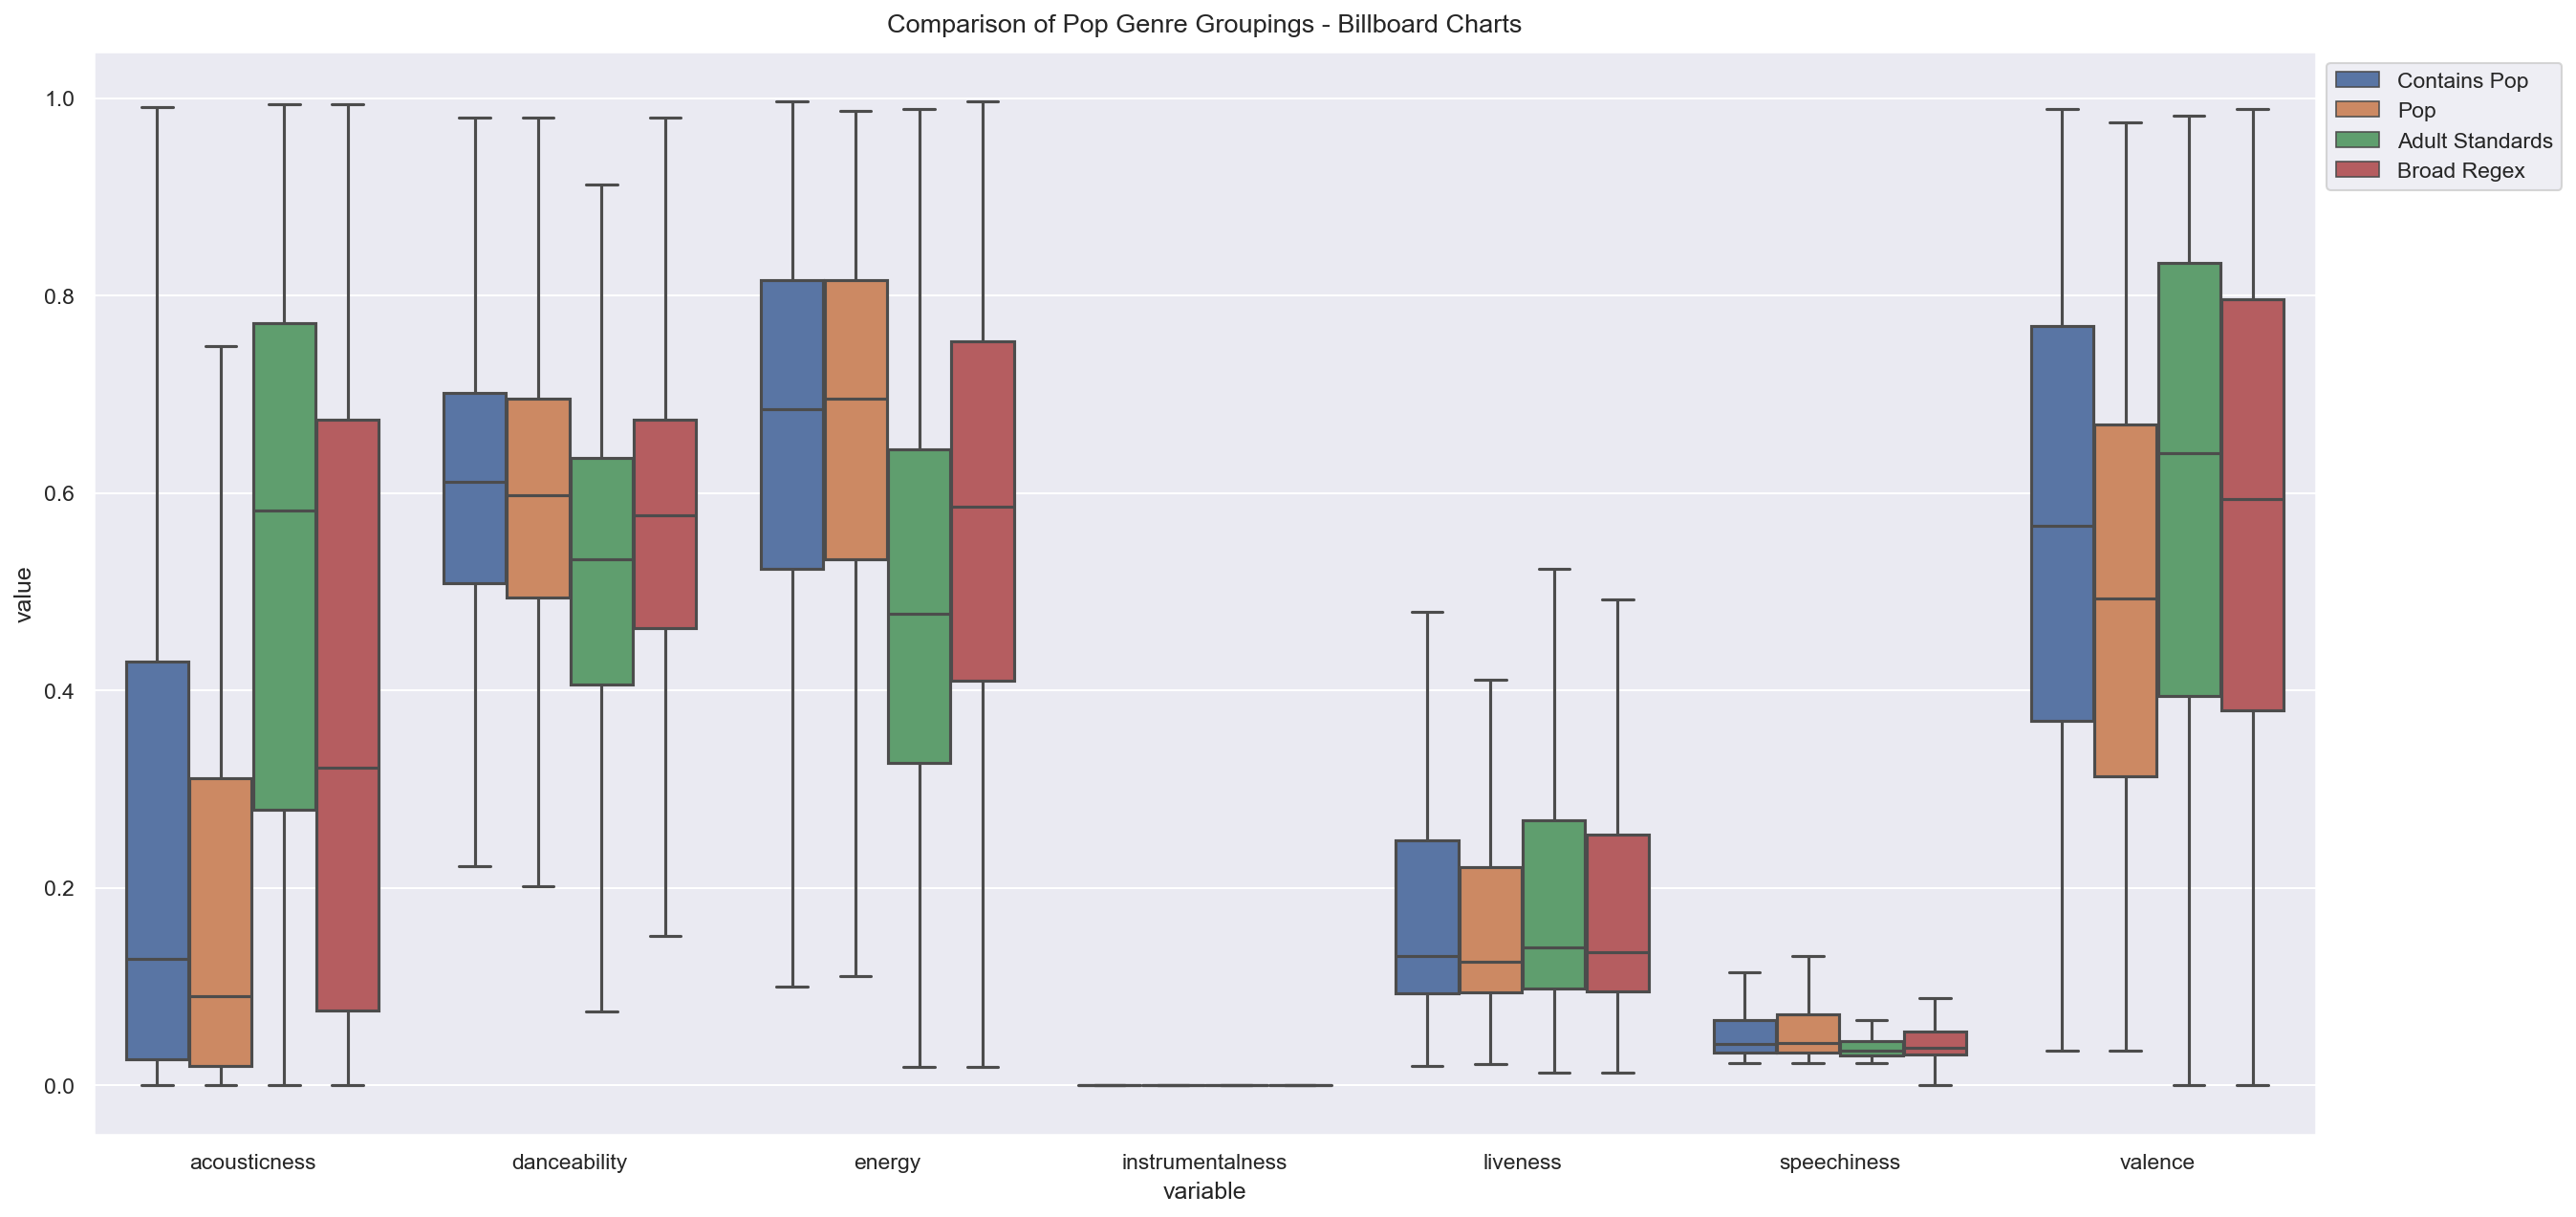 Comparison of Pop Genre Groupings - Billboard Charts
Contains Pop
Pop
Adult Standards
Broad Regex
value
1.0
0.8
0.6
0.4
0.2
0.0
acousticness danceability energy instrumentalness liveness speechiness valence
variable